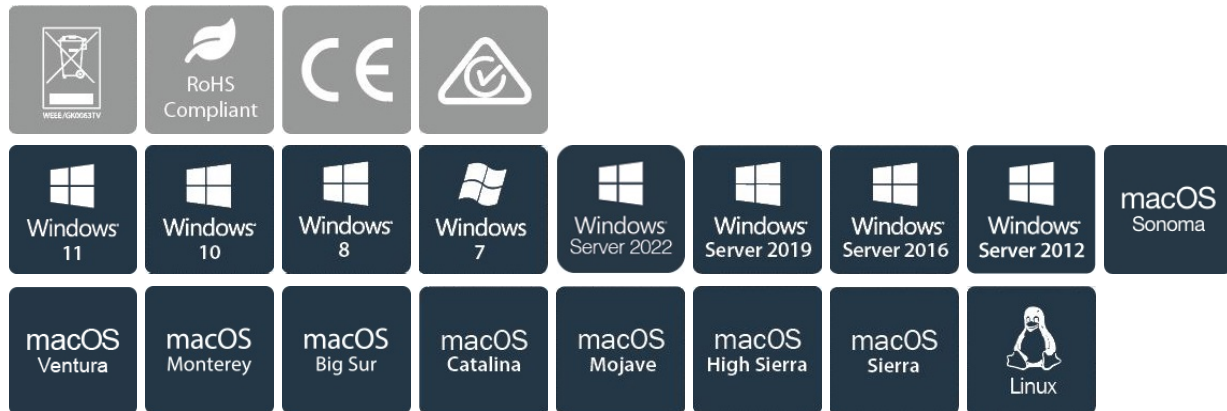 WEEE/GK0063TV
RoHS
Compliant
CE
Windows
11
Windows
10
Windows
8
Windows
7
Windows
Server 2022
Windows
Server 2019
Windows
Server 2016
Windows
Server 2012
macOS
Sonoma
macOS
Ventura
macOS
Monterey
macOS
Big Sur
macOS
Catalina
macOS
Mojave
macOS
High Sierra
macOS
Sierra
Linux